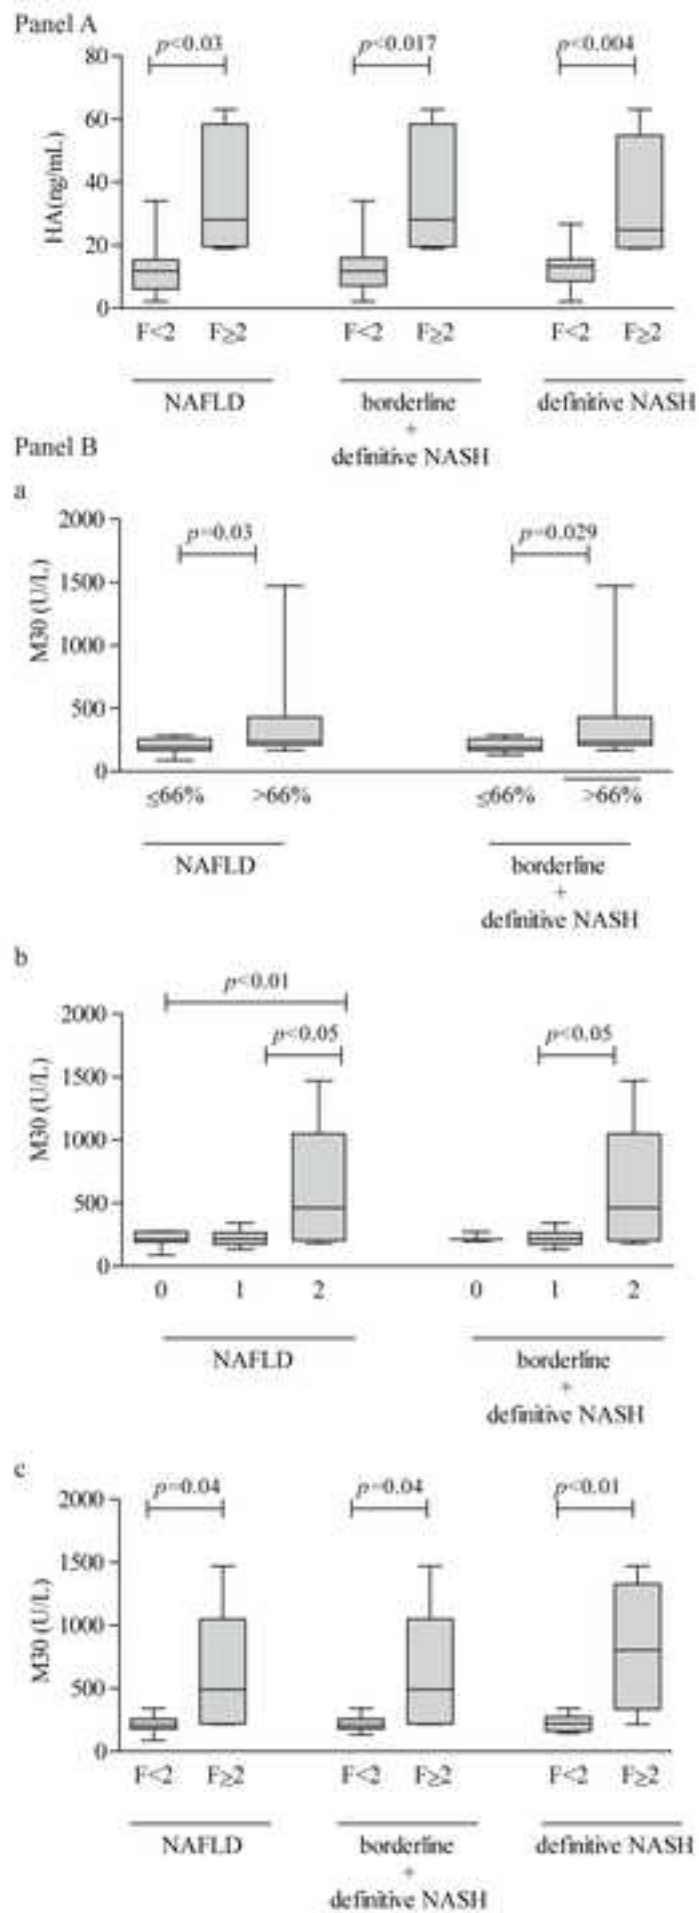 Panel A
p<0.03 p<0.017 p<0.004
80
60
40
20
0
HA(ng/mL)
F<2 F≥2 F<2 F≥2 F<2 F≥2
NAFLD borderline definitive NASH
+
definitive NASH
Panel B
a
p=0.03 p=0.029
2000
1500
1000
500
0
M30 (U/L)
≤66% >66% ≤66% >66%
NAFLD borderline
+
definitive NASH
b
p<0.01
p<0.05 p<0.05
2000
1500
1000
500
0
M30 (U/L)
0 1 2 0 1 2
NAFLD borderline
+
definitive NASH
c
p=0.04 p=0.04 p<0.01
2000
1500
1000
500
0
M30 (U/L)
F<2 F≥2 F<2 F≥2 F<2 F≥2
NAFLD borderline definitive NASH
+
definitive NASH